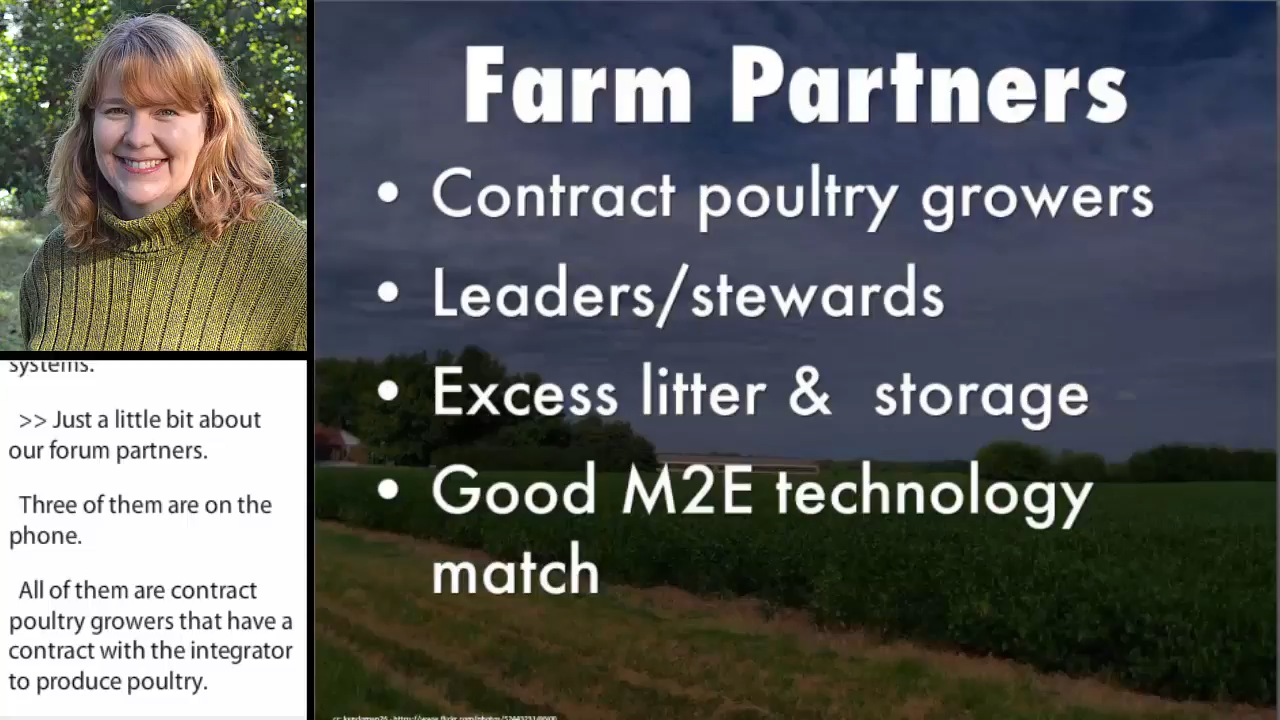 Farm Partners
• Contract poultry growers
• Leaders/stewards
• Excess litter & storage
• Good M2E technology
match
systems.
>> Just a little bit about
our forum partners.
Three of them are on the
phone.
All of them are contract
poultry growers that have a
contract with the integrator
to produce poultry.